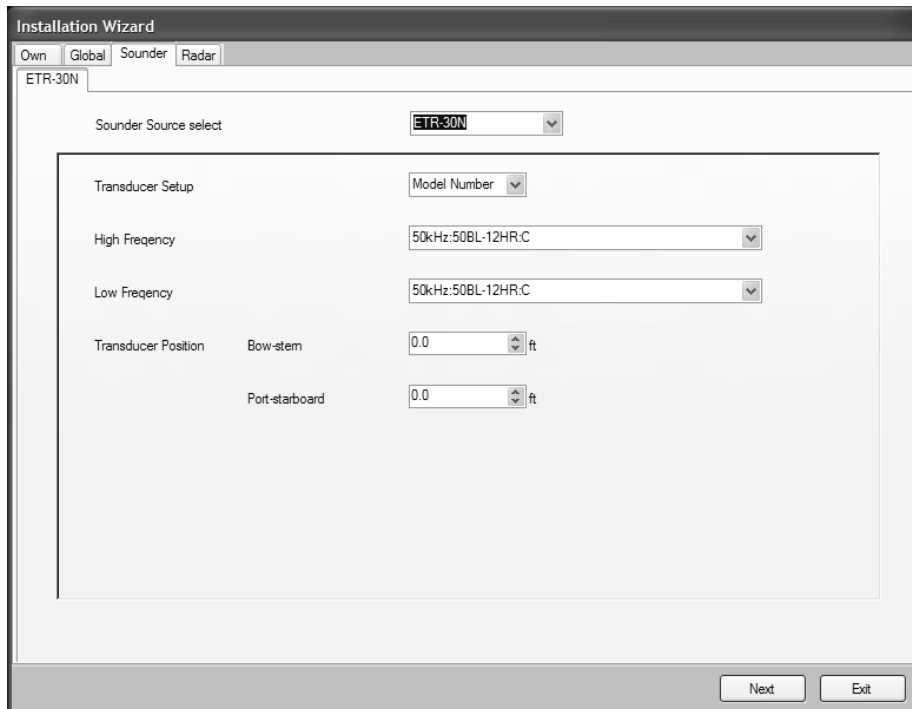 Installation Wizard
Own Global Sounder Radar
ETR-30N
Sounder Source select ETR-30N
Transducer Setup Model Number
High Freqency 50kHz:50BL-12HR:C
Low Freqency 50kHz:50BL-12HR:C
Transducer Position Bow-stern 0.0 ft
Port-starboard 0.0 ft
Next Exit